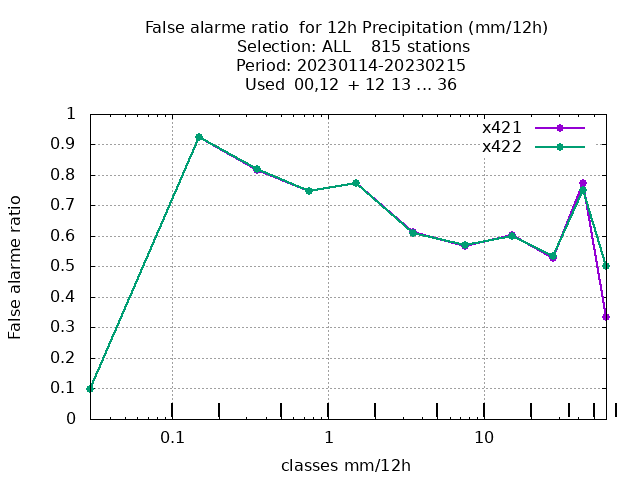 False alarme ratio  for 12h Precipitation (mm/12h)
Selection: ALL    815 stations
Period: 20230114-20230215
Used  00,12  + 12 13 ... 36
x421
x422
1
0.9
0.8
0.7
0.6
0.5
0.4
0.3
0.2
0.1
0
False alarme ratio
0.1 1 10
classes mm/12h